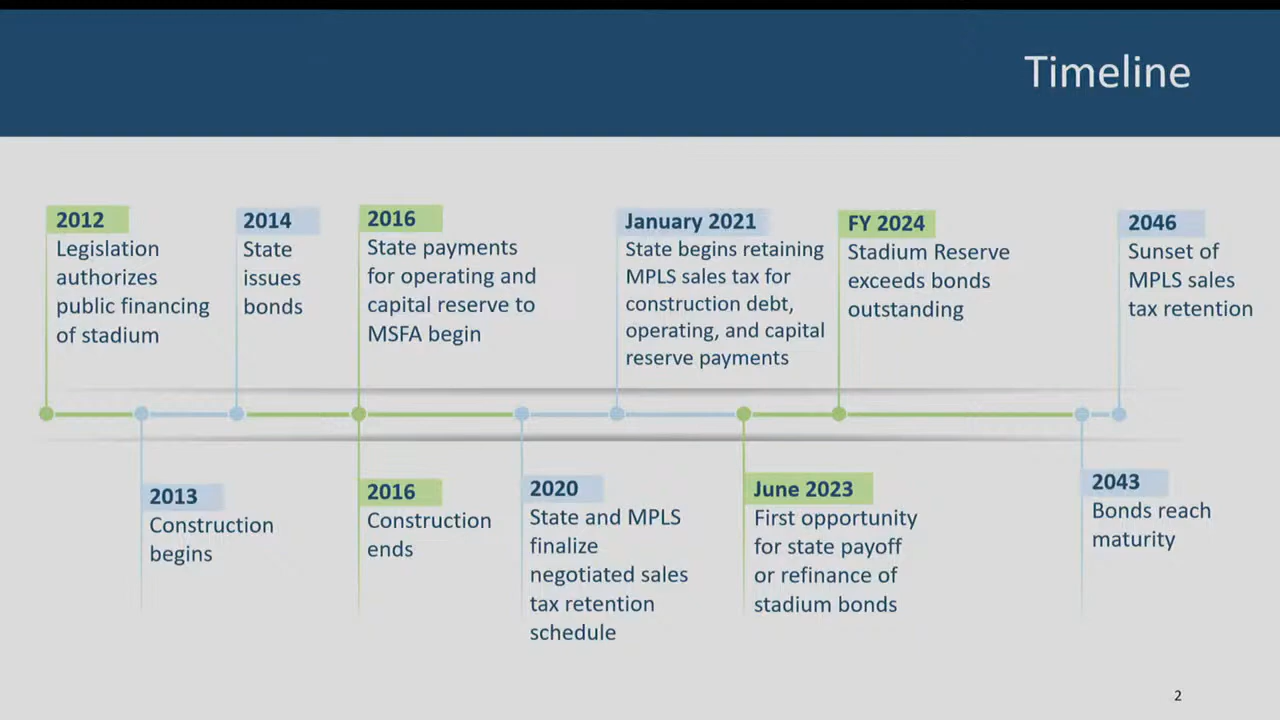 Timeline
2012
Legislation
authorizes
public financing
of stadium
2014
State
issues
bonds
2016
State payments
for operating and
capital reserve to
MSFA begin
January 2021
State begins retaining
MPLS sales tax for
construction debt,
operating, and capital
reserve payments
FY 2024
Stadium Reserve
exceeds bonds
outstanding
2046
Sunset of
MPLS sales
tax retention
2013
Construction
begins
2016
Construction
ends
2020
State and MPLS
finalize
negotiated sales
tax retention
schedule
June 2023
First opportunity
for state payoff
or refinance of
stadium bonds
2043
Bonds reach
maturity
2